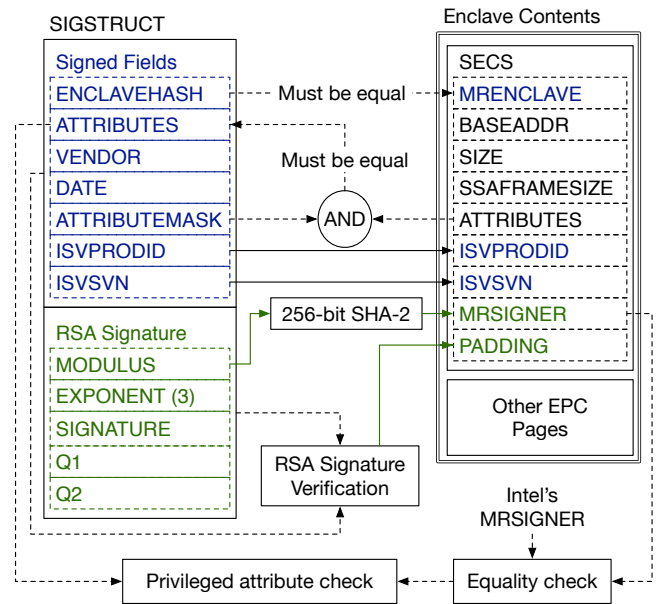 SIGSTRUCT
Signed Fields
ENCLAVEHASH
ATTRIBUTES
VENDOR
DATE
ATTRIBUTEMASK
ISVPRODID
ISVSVN
RSA Signature
MODULUS
EXPONENT (3)
SIGNATURE
Q1
Q2
Must be equal
Must be equal
AND
256-bit SHA-2
RSA Signature
Verification
Enclave Contents
SECS
MRENCLAVE
BASEADDR
SIZE
SSAFRAMESIZE
ATTRIBUTES
ISVPRODID
ISVSVN
MRSIGNER
PADDING
Other EPC
Pages
Intel's
MRSIGNER
Privileged attribute check
Equality check